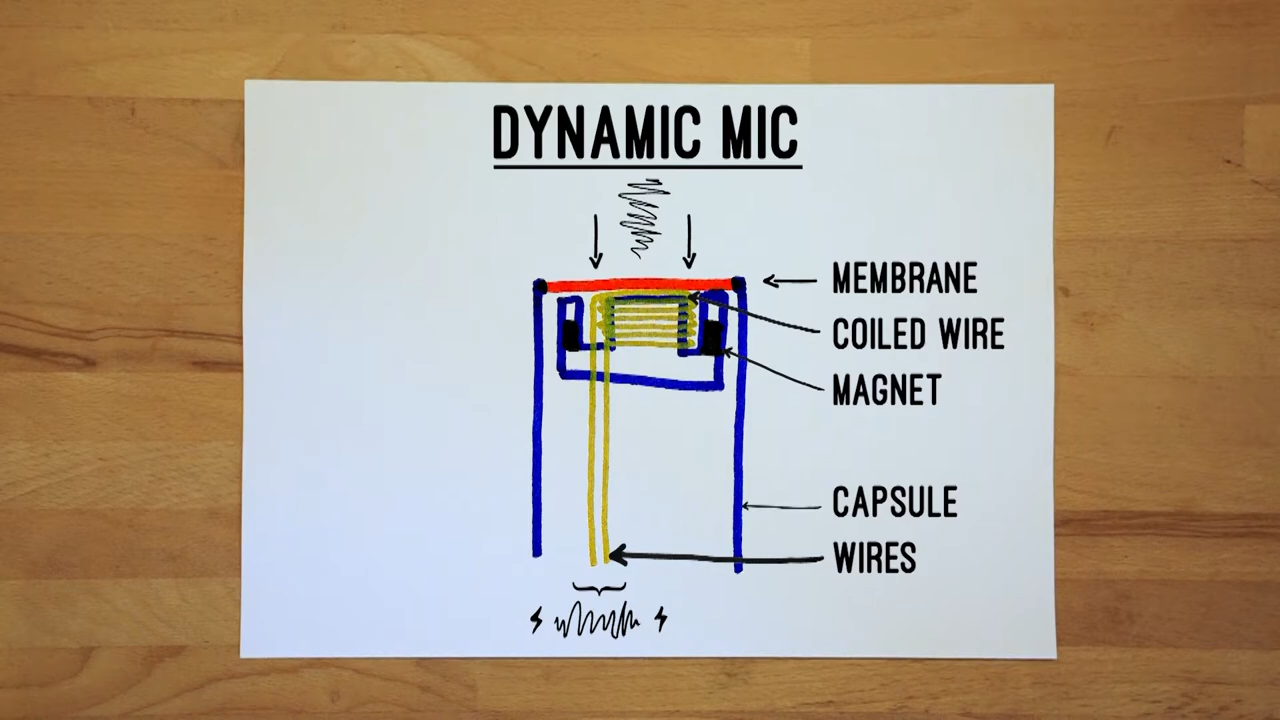 DYNAMIC MIC
MEMBRANE
COILED WIRE
MAGNET
CAPSULE
WIRES